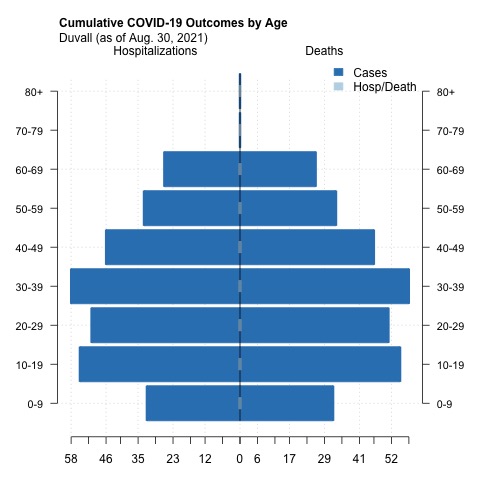 Cumulative COVID-19 Outcomes by Age
Duvall (as of Aug. 30, 2021)
Hospitalizations Deaths
Cases
Hosp/Death
80+ 80+
70-79 70-79
60-69 60-69
50-59 50-59
40-49 40-49
30-39 30-39
20-29 20-29
10-19 10-19
0-9 0-9
58 46 35 23 12 0 6 17 29 41 52